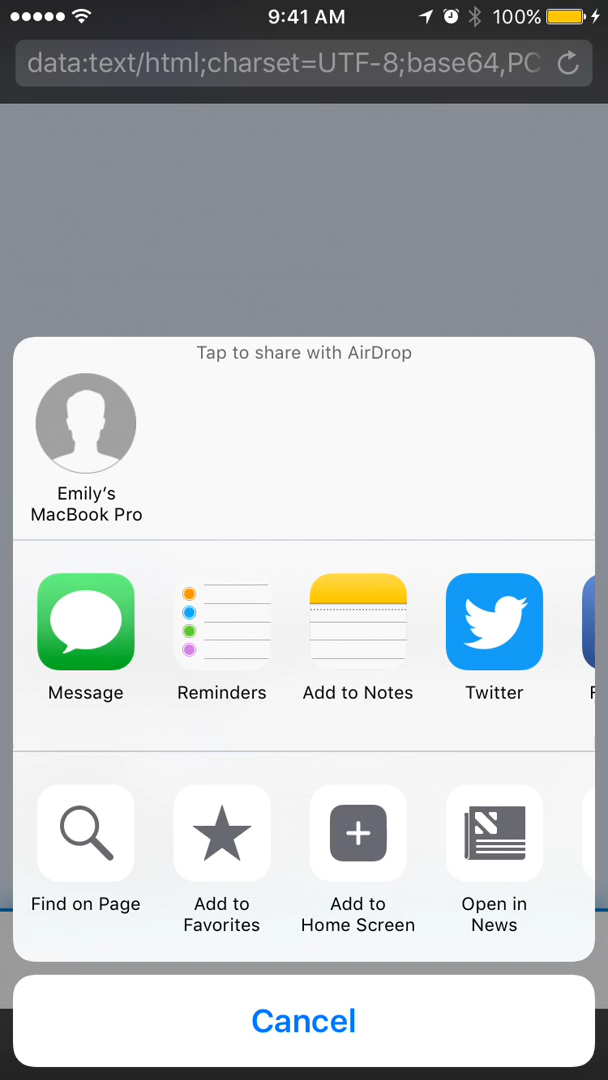 9:41 AM
100%
data:text/html;charset=UTF-8;base64,PC
Tap to share with AirDrop
Emily’s
MacBook Pro
Message
Reminders
Add to Notes
Twitter
Find on Page
Add to
Favorites
Add to
Home Screen
Open in
News
Cancel